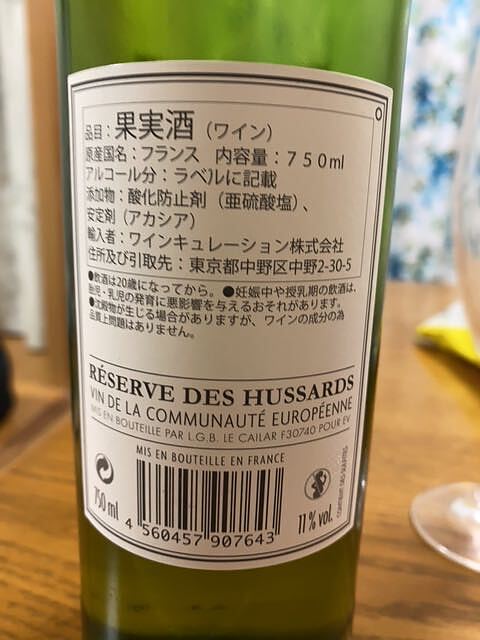 品目：果実酒（ワイン）
原産国名：フランス　内容量：７５０ml
アルコール分：ラベルに記載
添加物：酸化防止剤（亜硫酸塩）、
安定剤（アカシア）
輸入者：ワインキュレーション株式会社
住所及び引取先：東京都中野区中野2-30-5
●飲酒は20歳になってから。●妊娠中や授乳期の飲酒は、
胎児・乳児の発育に悪影響を与えるおそれがあります。
●沈殿物が生じる場合がありますが、ワインの成分の為
品質上問題はありません。
RÉSERVE DES HUSSARDS
VIN DE LA COMMUNAUTÉ EUROPÉENNE
MIS EN BOUTEILLE PAR L.G.B. LE CAILAR F30740 POUR EV
MIS EN BOUTEILLE EN FRANCE
750 ml
4 560457 907643
11% vol.
CONTIENT DES SULFITES